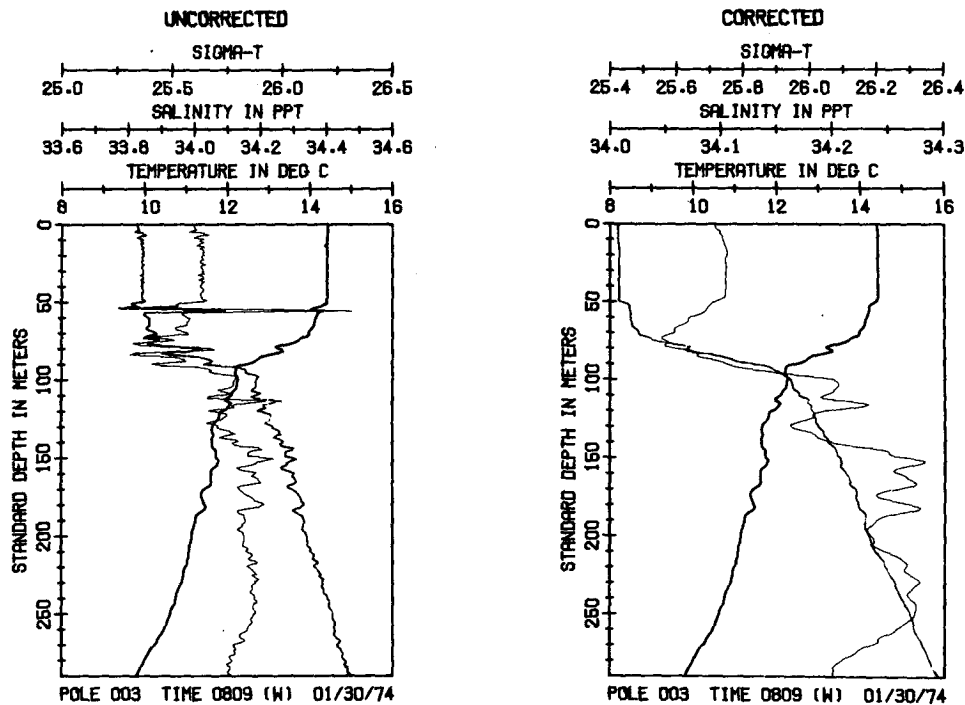 UNCORRECTED
SIGMA-T
25.0 25.5 26.0 26.5
SALINITY IN PPT
33.6 33.8 34.0 34.2 34.4 34.6
TEMPERATURE IN DEG C
8 10 12 14 16
0
50
100
150
200
250
STANDARD DEPTH IN METERS
POLE 003 TIME 0809 (W) 01/30/74
CORRECTED
SIGMA-T
25.4 25.6 25.8 26.0 26.2 26.4
SALINITY IN PPT
34.0 34.1 34.2 34.3
TEMPERATURE IN DEG C
8 10 12 14 16
0
50
100
150
200
250
STANDARD DEPTH IN METERS
POLE 003 TIME 0809 (W) 01/30/74